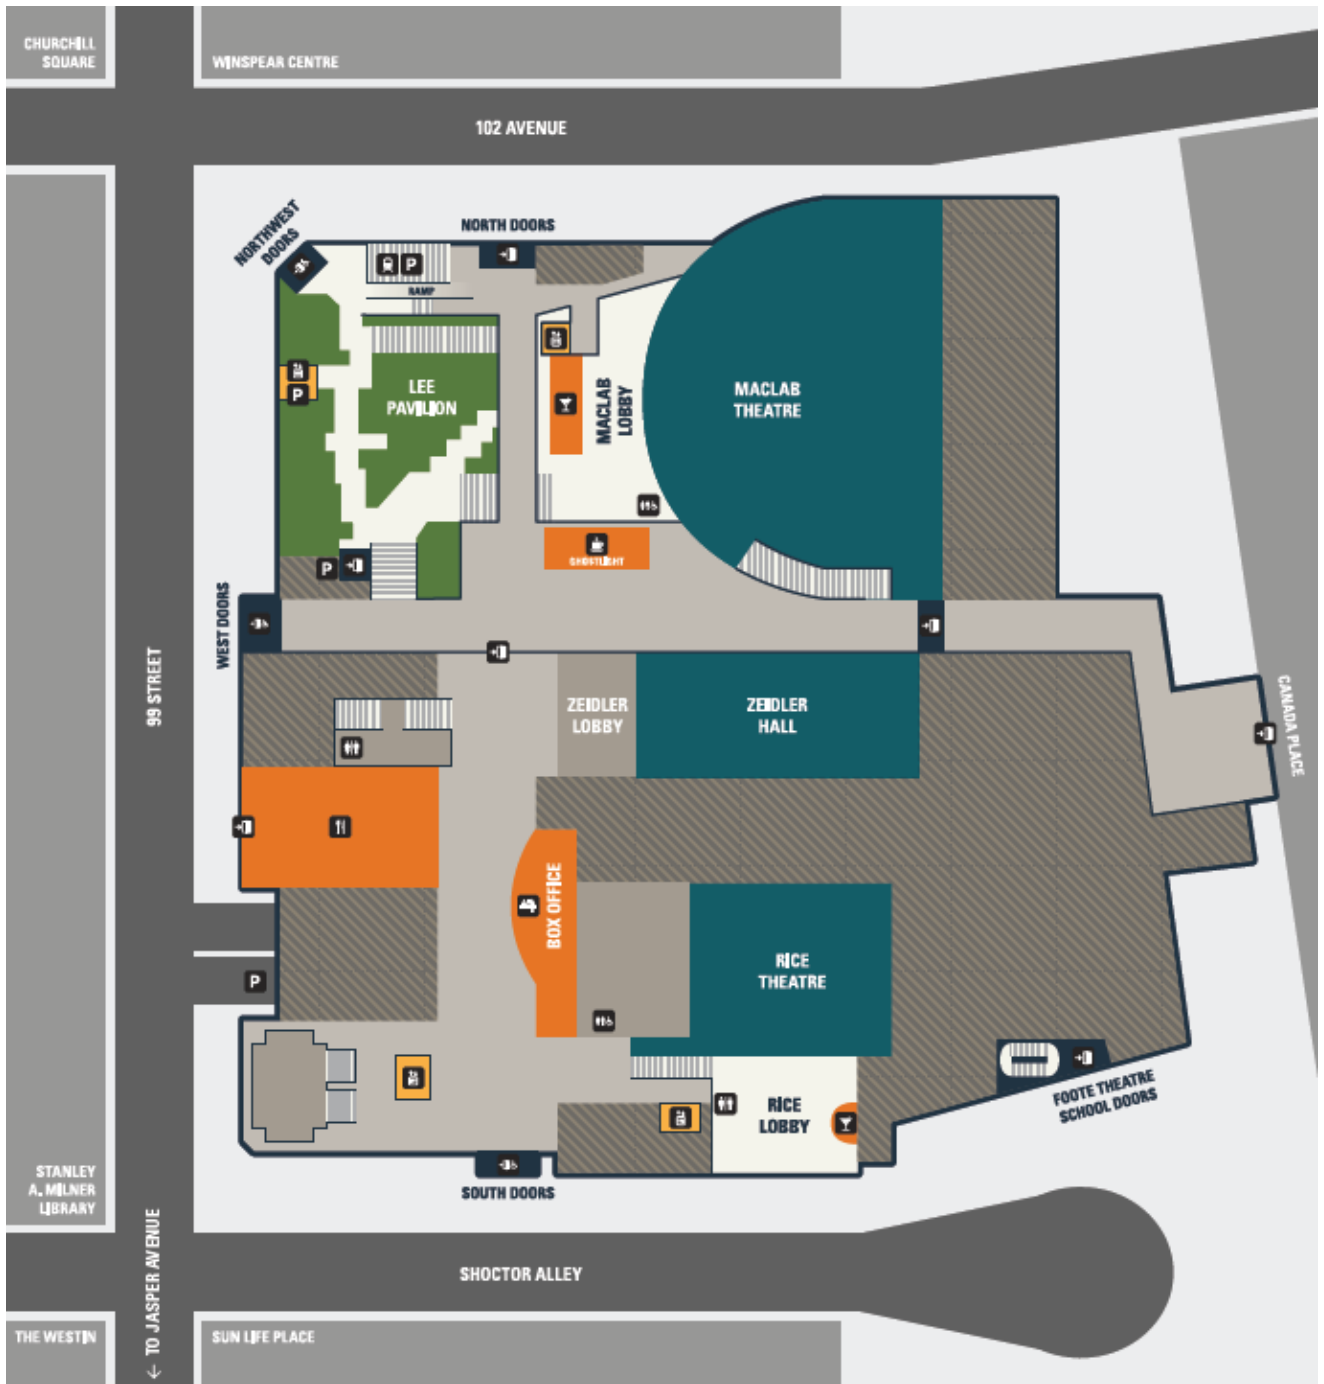 CHURCHILL
SQUARE
WINSPEAR CENTRE
102 AVENUE
NORTHWEST
DOORS
NORTH DOORS
P
RAMP
LEE
PAVILION
P
MACLAB
LOBBY
MACLAB
THEATRE
GHOSTLIGHT
P
WEST DOORS
99 STREET
ZEIDLER
LOBBY
ZEIDLER
HALL
CANADA PLACE
BOX OFFICE
RICE
THEATRE
P
RICE
LOBBY
FOOTE THEATRE
SCHOOL DOORS
SOUTH DOORS
STANLEY
A. MILNER
LIBRARY
← TO JASPER AVENUE
SHOCTOR ALLEY
THE WESTIN
SUN LIFE PLACE